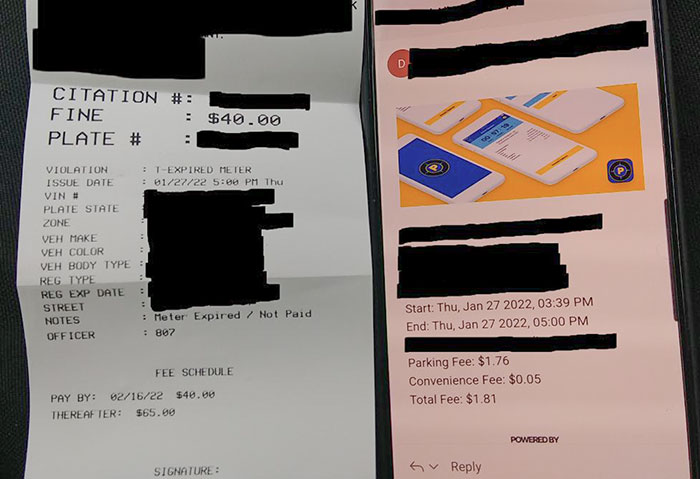 CITATION #:
FINE : $40.00
PLATE # :
VIOLATION : T-EXPIRED METER
ISSUE DATE : 01/27/22 5:00 PM Thu
VIN # :
PLATE STATE :
ZONE :
VEH MAKE :
VEH COLOR :
VEH BODY TYPE :
REG TYPE :
REG EXP DATE :
STREET :
NOTES : Meter Expired / Not Paid
OFFICER : 807
FEE SCHEDULE
PAY BY: 02/16/22 $40.00
THEREAFTER: $65.00
SIGNATURE:
D
P
Start: Thu, Jan 27 2022, 03:39 PM
End: Thu, Jan 27 2022, 05:00 PM
Parking Fee: $1.76
Convenience Fee: $0.05
Total Fee: $1.81
POWERED BY
Reply